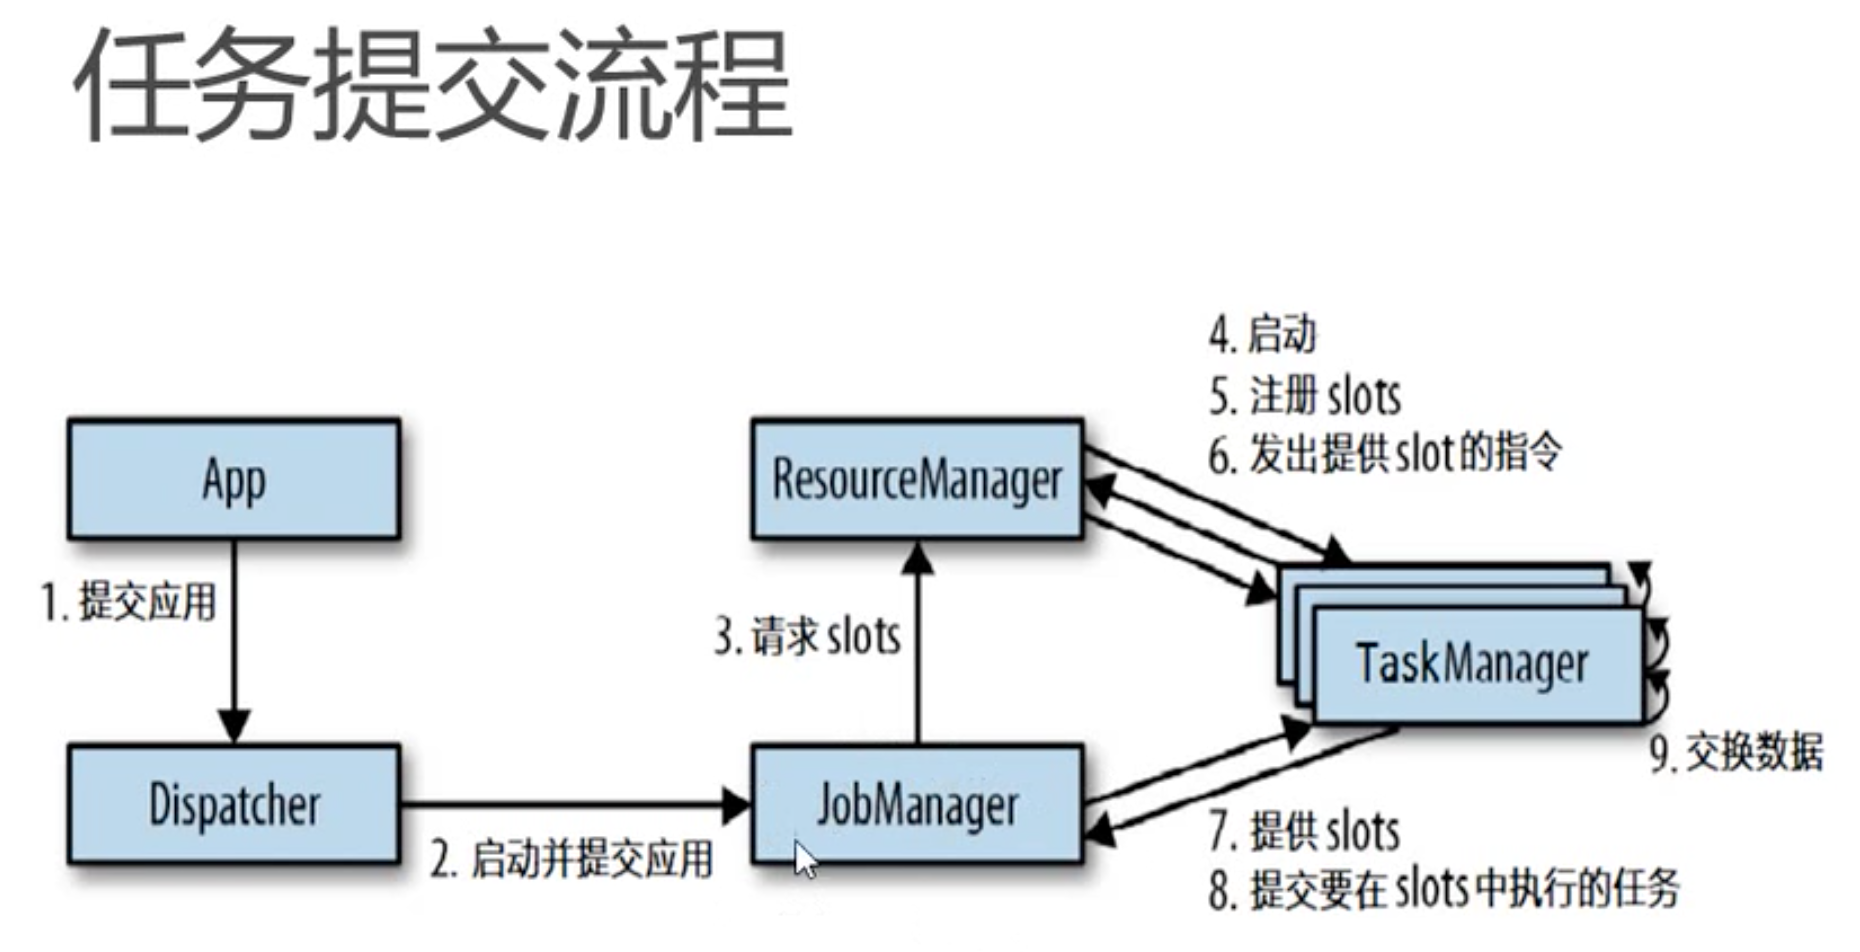 任务提交流程
4. 启动
5. 注册 slots
6. 发出提供 slot 的指令
App
ResourceManager
1. 提交应用
3. 请求 slots
TaskManager
9. 交换数据
Dispatcher
JobManager
2. 启动并提交应用
7. 提供 slots
8. 提交要在 slots 中执行的任务